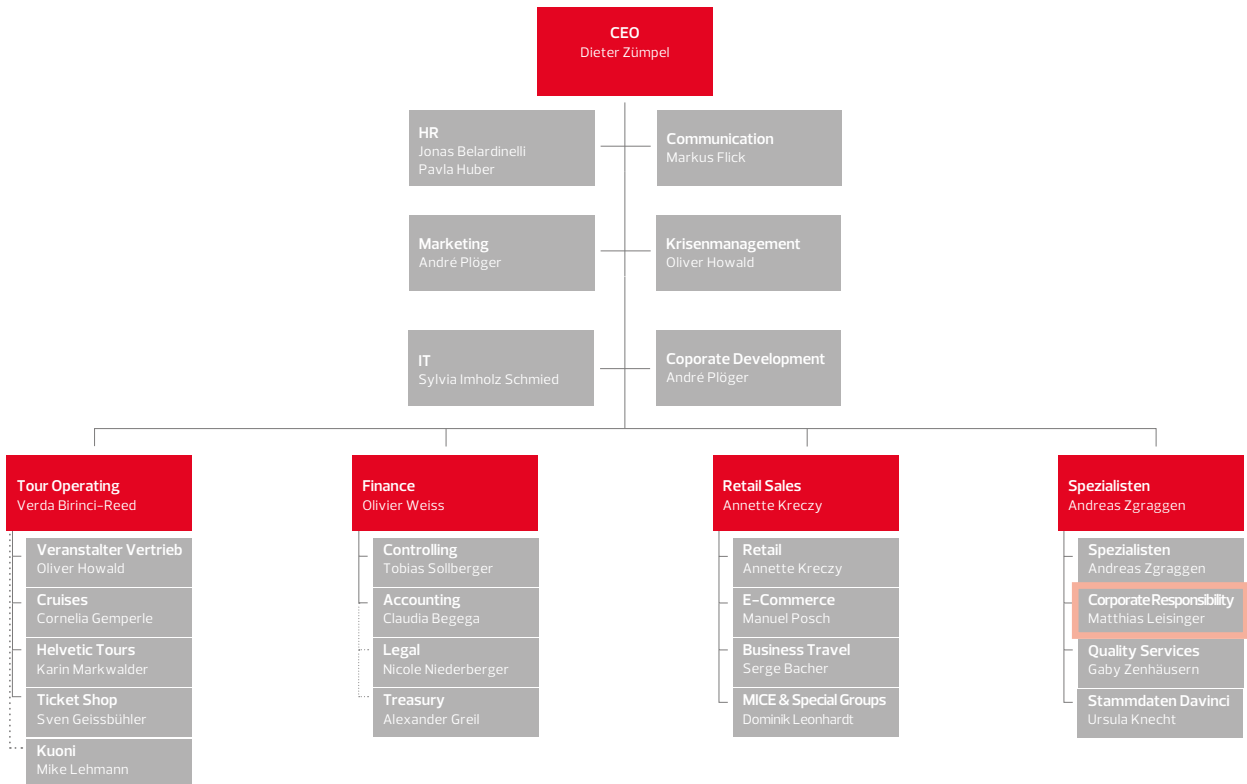 CEO
Dieter Zümpel
HR
Jonas Belardinelli
Pavla Huber
Communication
Markus Flick
Marketing
André Plöger
Krisenmanagement
Oliver Howald
IT
Sylvia Imholz Schmied
Coporate Development
André Plöger
Tour Operating
Verda Birinci-Reed
Veranstalter Vertrieb
Oliver Howald
Cruises
Cornelia Gemperle
Helvetic Tours
Karin Markwalder
Ticket Shop
Sven Geissbühler
Kuoni
Mike Lehmann
Finance
Olivier Weiss
Controlling
Tobias Sollberger
Accounting
Claudia Begega
Legal
Nicole Niederberger
Treasury
Alexander Greil
Retail Sales
Annette Kreczy
Retail
Annette Kreczy
E-Commerce
Manuel Posch
Business Travel
Serge Bacher
MICE & Special Groups
Dominik Leonhardt
Spezialisten
Andreas Zgraggen
Spezialisten
Andreas Zgraggen
Corporate Responsibility
Matthias Leisinger
Quality Services
Gaby Zenhäusern
Stammdaten Davinci
Ursula Knecht